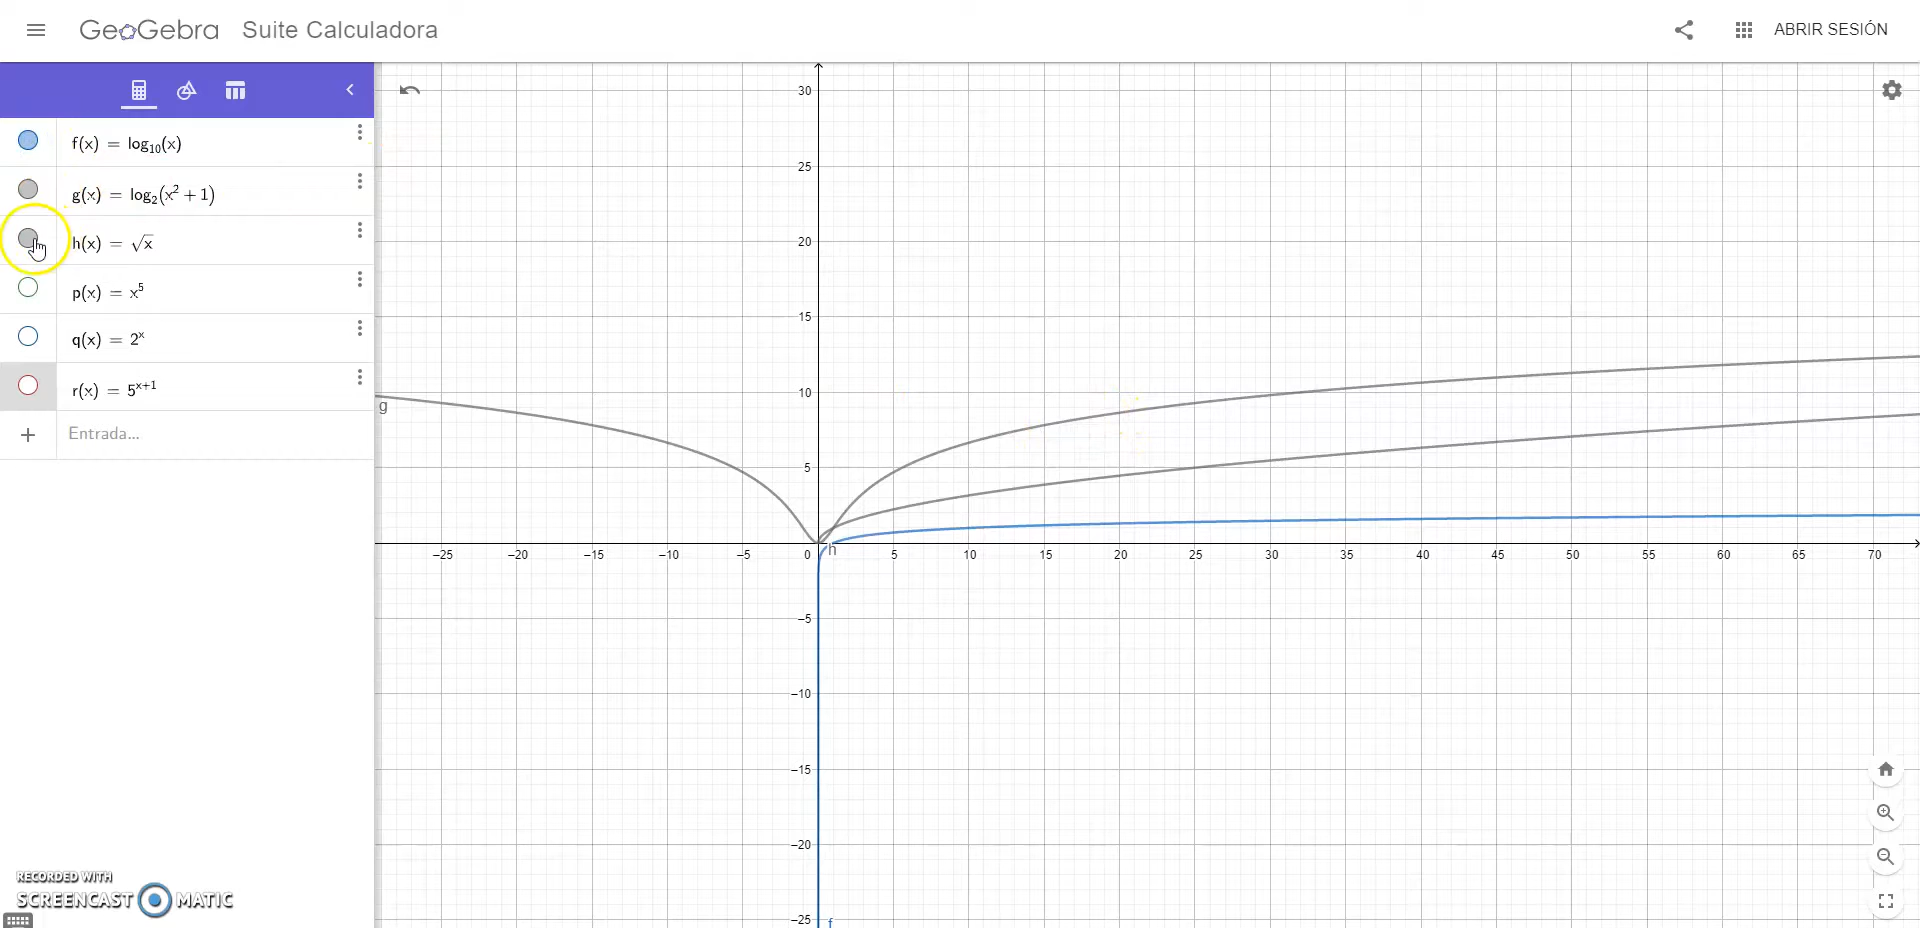 GeoGebra Suite Calculadora ABRIR SESIÓN
f(x) = log₁₀(x)
g(x) = log₂(x² + 1)
h(x) = √x
p(x) = x⁵
q(x) = 2ˣ
r(x) = 5ˣ⁺¹
Entrada...
30
25
20
15
10
5
−5
−10
−15
−20
−25
−25 −20 −15 −10 −5 0 5 10 15 20 25 30 35 40 45 50 55 60 65 70
g
h
f
RECORDED WITH
SCREENCAST MATIC